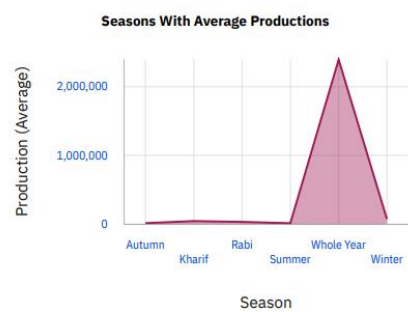 Seasons With Average Productions
Production (Average)
2,000,000
1,000,000
0
Autumn
Kharif
Rabi
Summer
Whole Year
Winter
Season